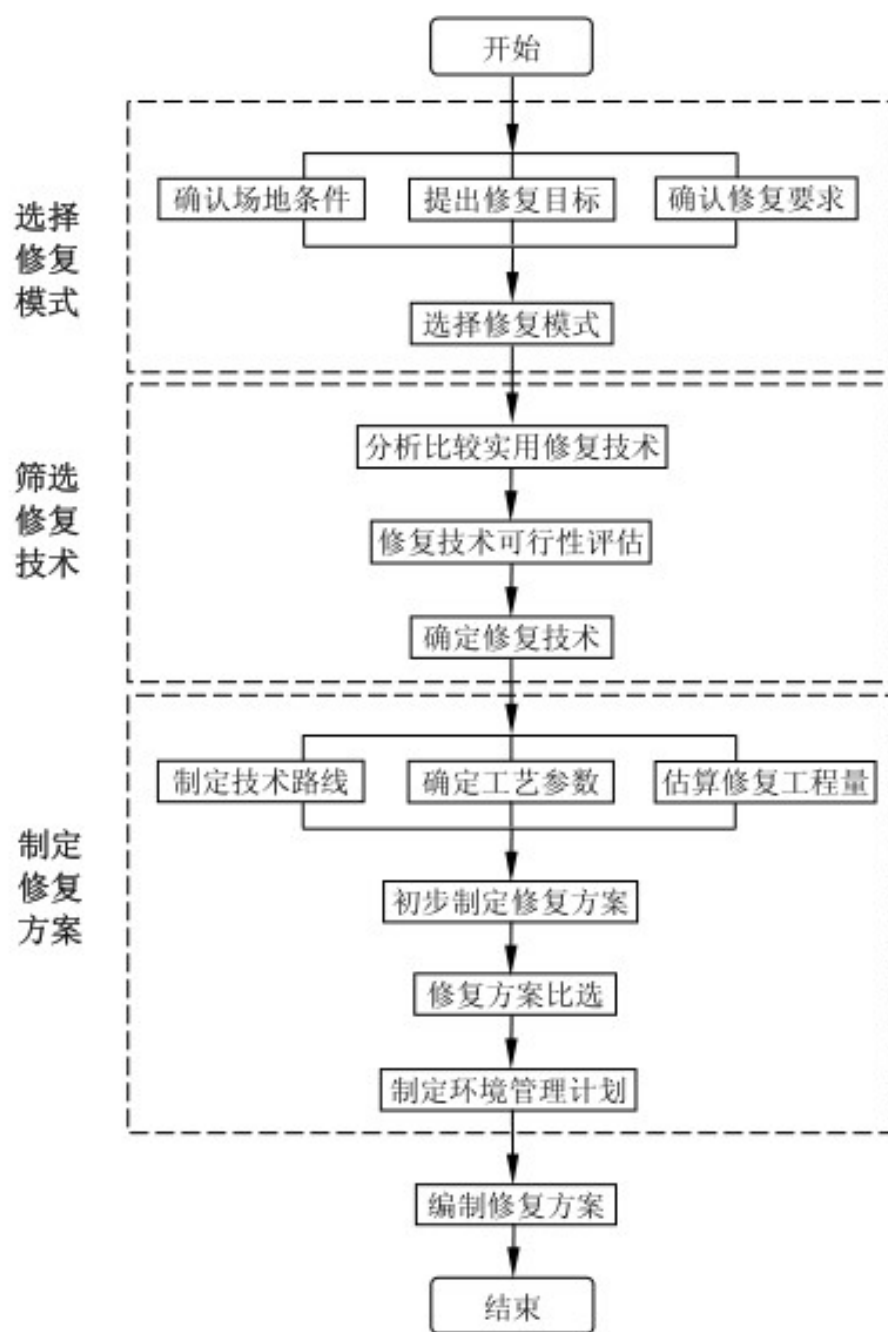 开始
选择
修复
模式
确认场地条件
提出修复目标
确认修复要求
选择修复模式
筛选
修复
技术
分析比较实用修复技术
修复技术可行性评估
确定修复技术
制定
修复
方案
制定技术路线
确定工艺参数
估算修复工程量
初步制定修复方案
修复方案比选
制定环境管理计划
编制修复方案
结束